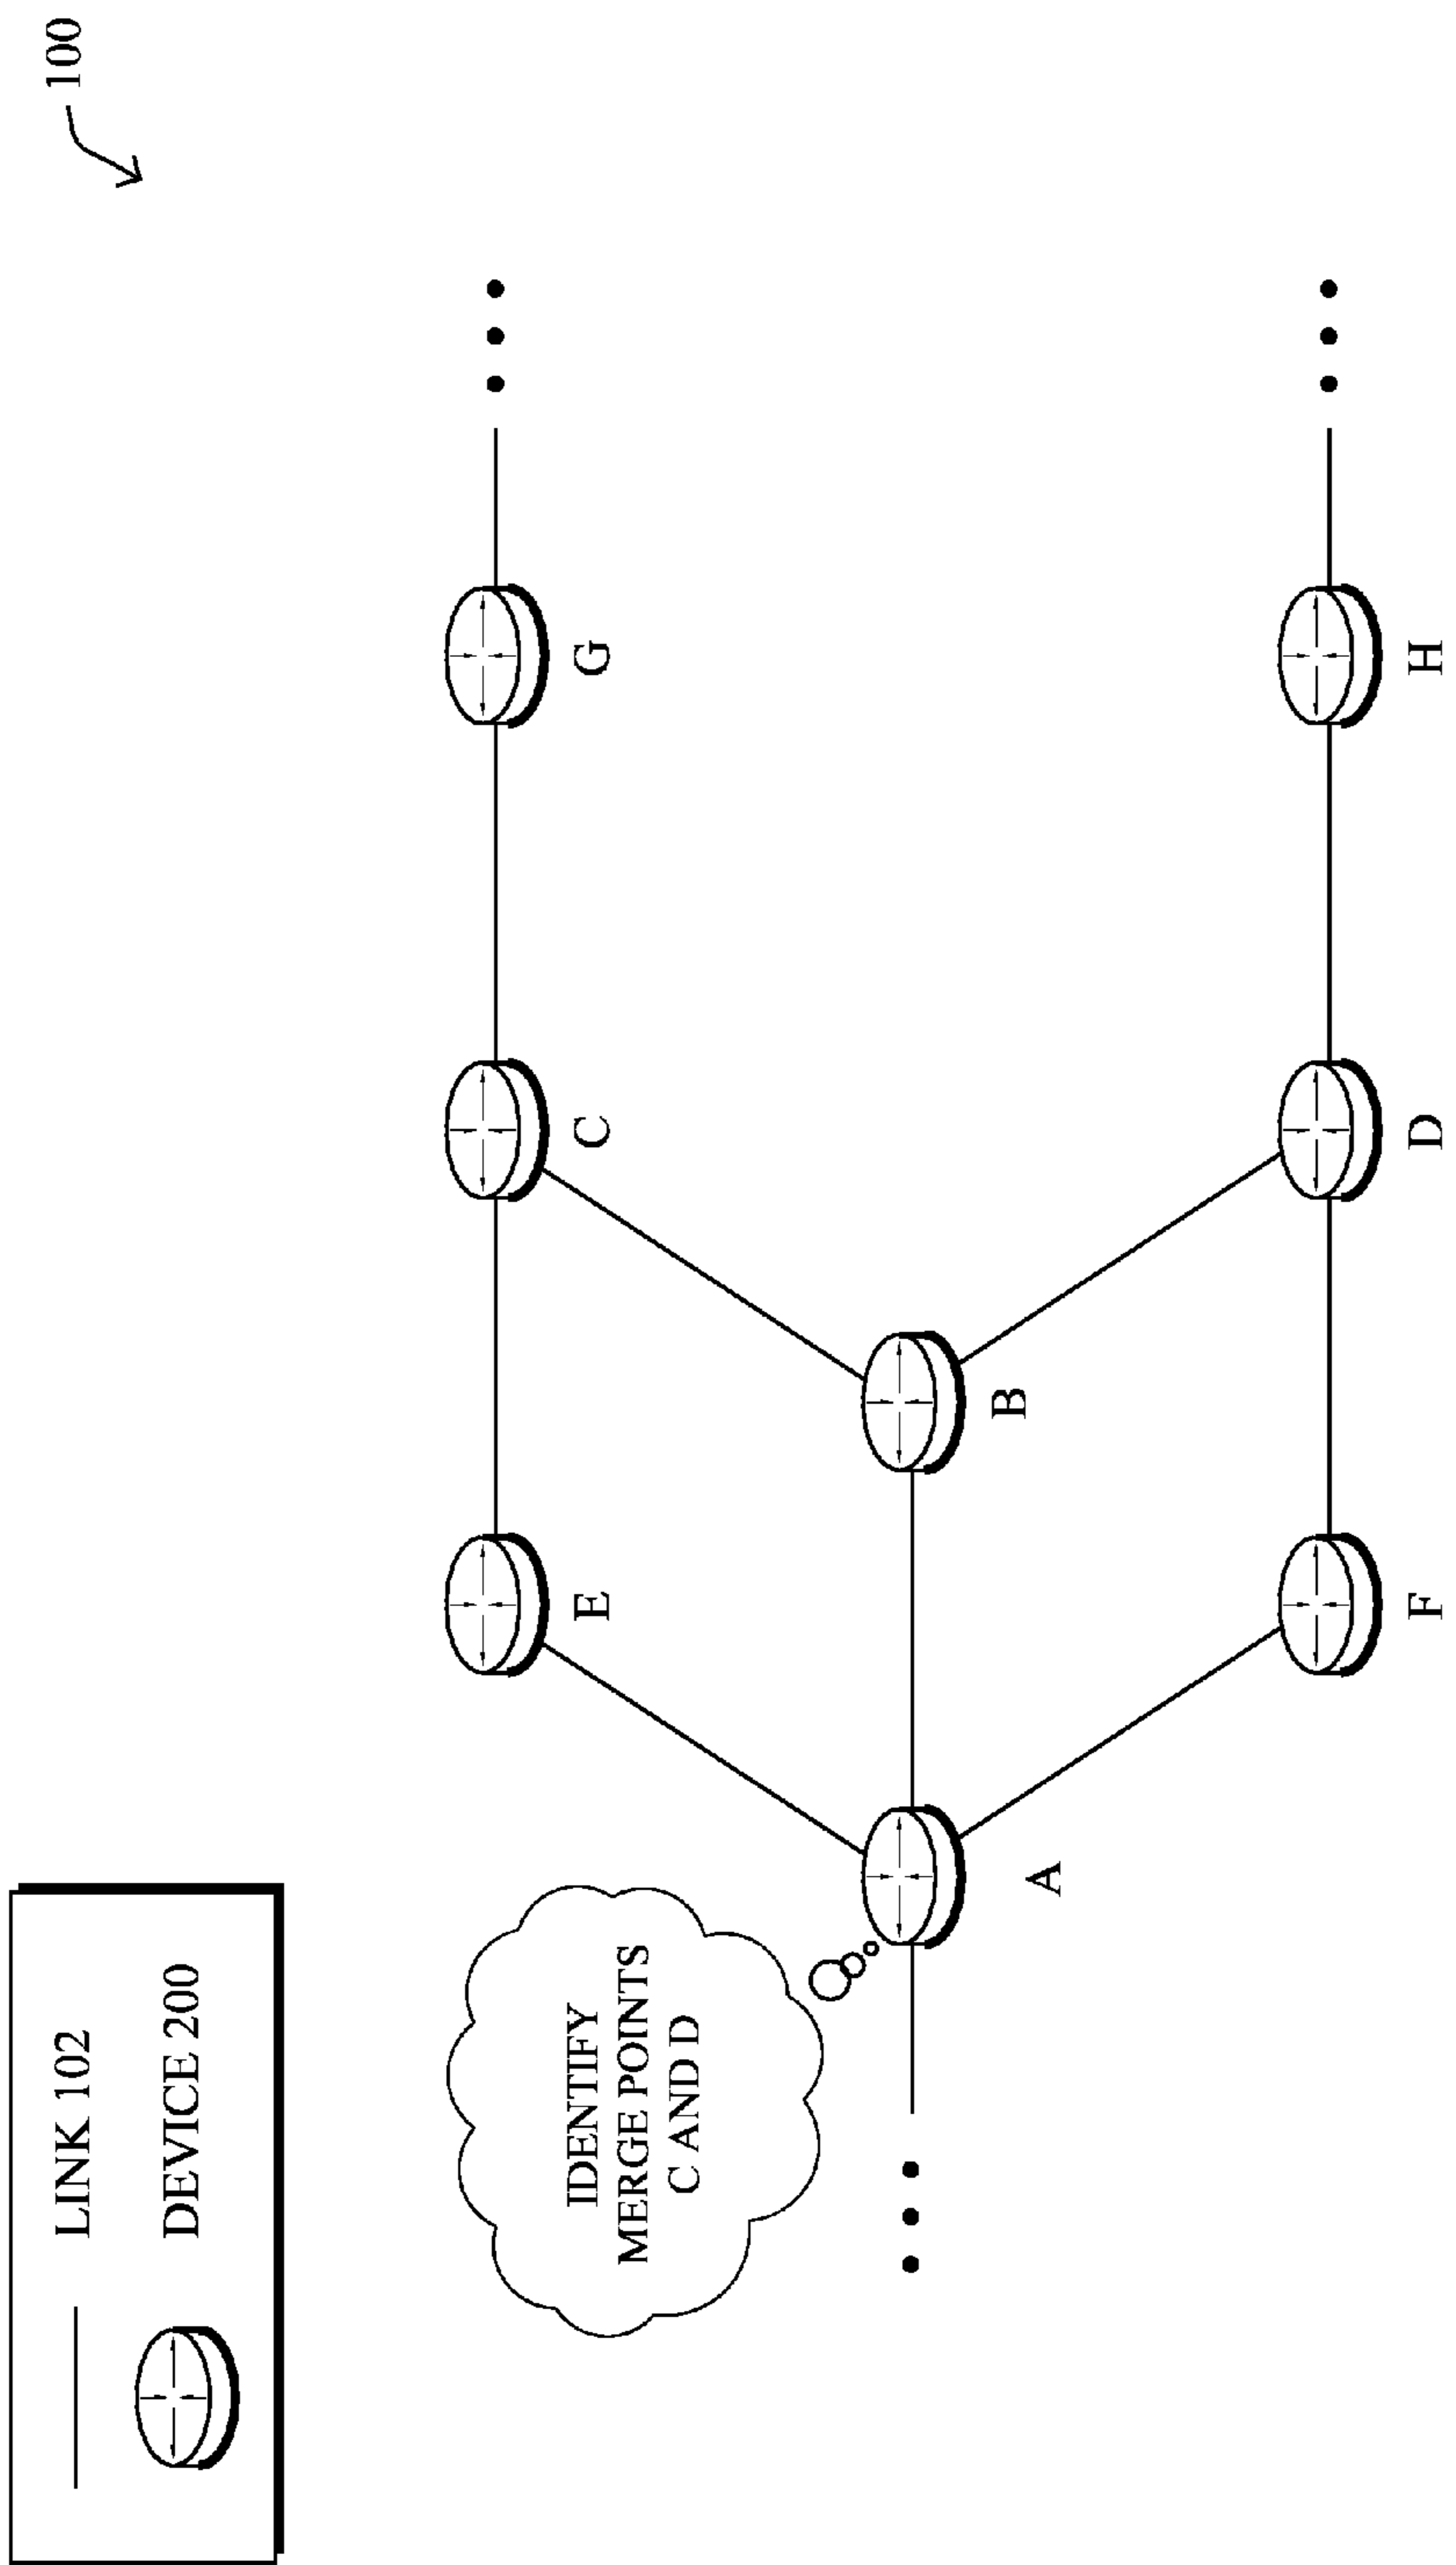 100
LINK 102
DEVICE 200
IDENTIFY
MERGE POINTS
C AND D
E
C
G
A
B
F
D
H